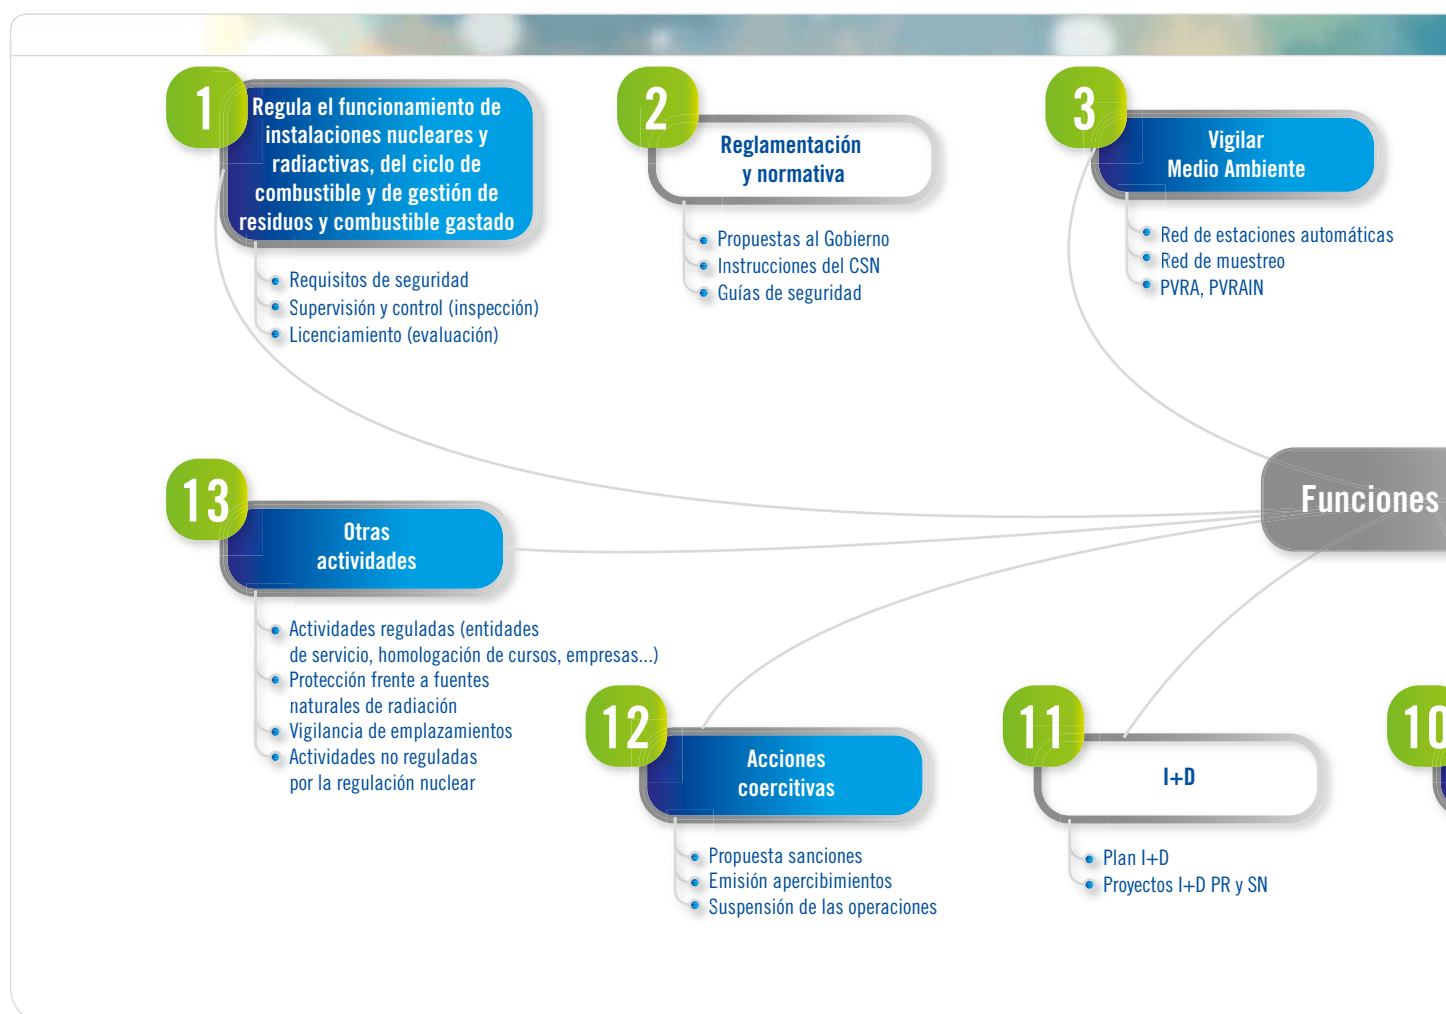 1
Regula el funcionamiento de
instalaciones nucleares y
radiactivas, del ciclo de
combustible y de gestión de
residuos y combustible gastado
Requisitos de seguridad
Supervisión y control (inspección)
Licenciamiento (evaluación)
2
Reglamentación
y normativa
Propuestas al Gobierno
Instrucciones del CSN
Guías de seguridad
3
Vigilar
Medio Ambiente
Red de estaciones automáticas
Red de muestreo
PVRA, PVRAIN
Funciones
13
Otras
actividades
Actividades reguladas (entidades
de servicio, homologación de cursos, empresas...)
Protección frente a fuentes
naturales de radiación
Vigilancia de emplazamientos
Actividades no reguladas
por la regulación nuclear
12
Acciones
coercitivas
Propuesta sanciones
Emisión apercibimientos
Suspensión de las operaciones
11
I+D
Plan I+D
Proyectos I+D PR y SN
10